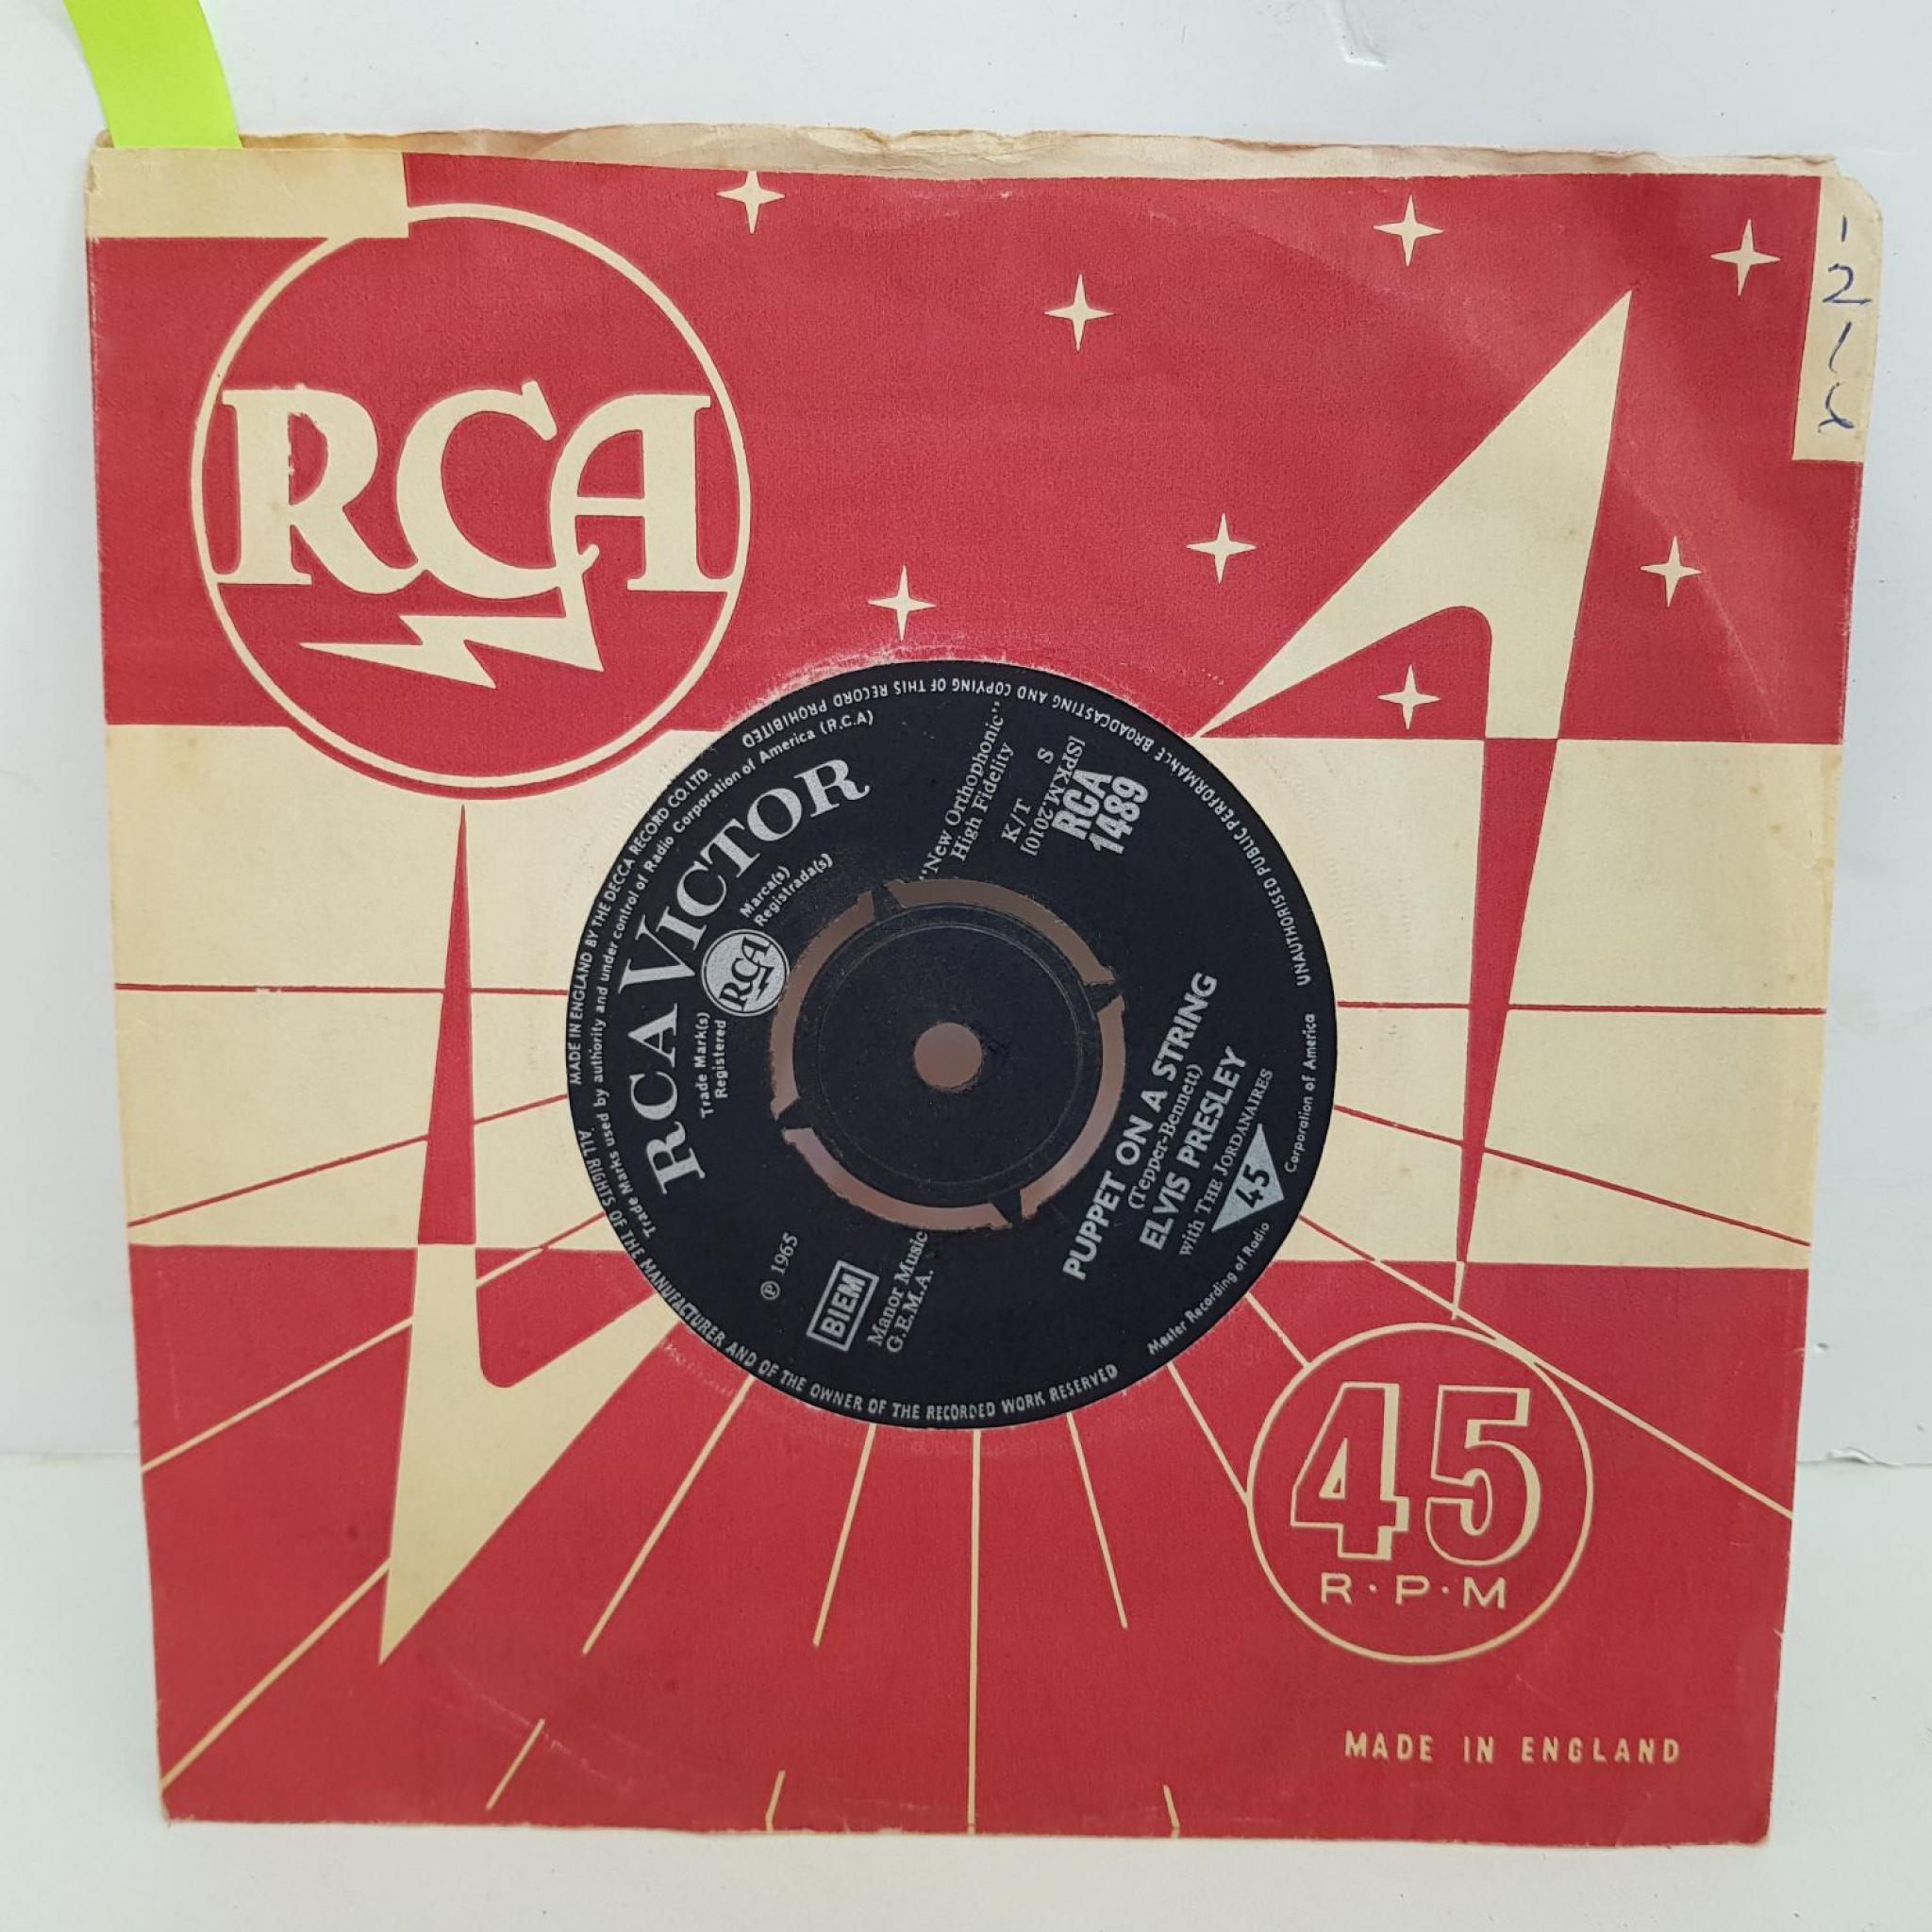 RCA
-
2
/
MADE IN ENGLAND BY THE DECCA RECORD CO. LTD.
UNAUTHORISED PUBLIC PERFORMANCE BROADCASTING AND COPYING OF THIS RECORD PROHIBITED
Trade Marks used by authority and under control of Radio Corporation of America (R.C.A)
RCA VICTOR
Trade Mark(s)
Registered
RCA
Marca(s)
Registrada(s)
"New Orthophonic"
High Fidelity
K/T
S
[SPKM.2010]
RCA
1489
℗ 1965
BIEM
Manor Music
G.E.M.A.
PUPPET ON A STRING
(Tepper-Bennett)
ELVIS PRESLEY
with THE JORDANAIRES
45
Master Recording of Radio Corporation of America
ALL RIGHTS OF THE MANUFACTURER AND OF THE OWNER OF THE RECORDED WORK RESERVED
45
R·P·M
MADE IN ENGLAND